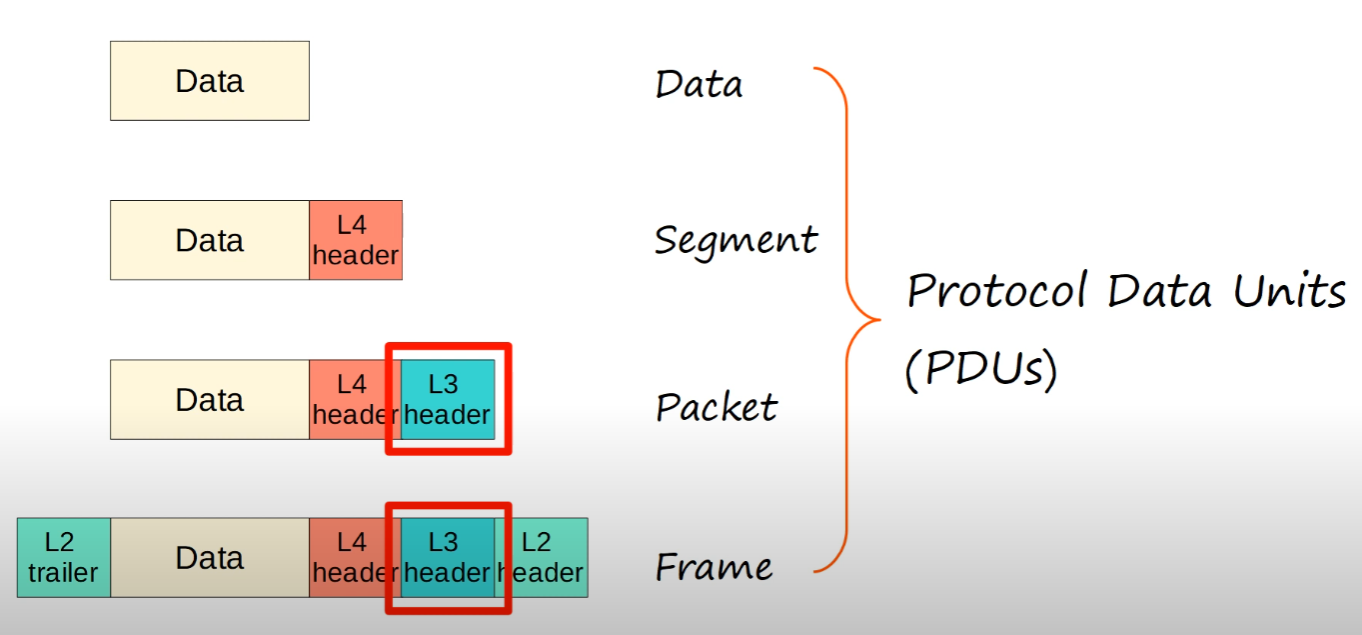 Data
Data
Data
L4
header
Segment
Data
L4
header
L3
header
Packet
L2
trailer
Data
L4
header
L3
header
L2
header
Frame
Protocol Data Units
(PDUs)